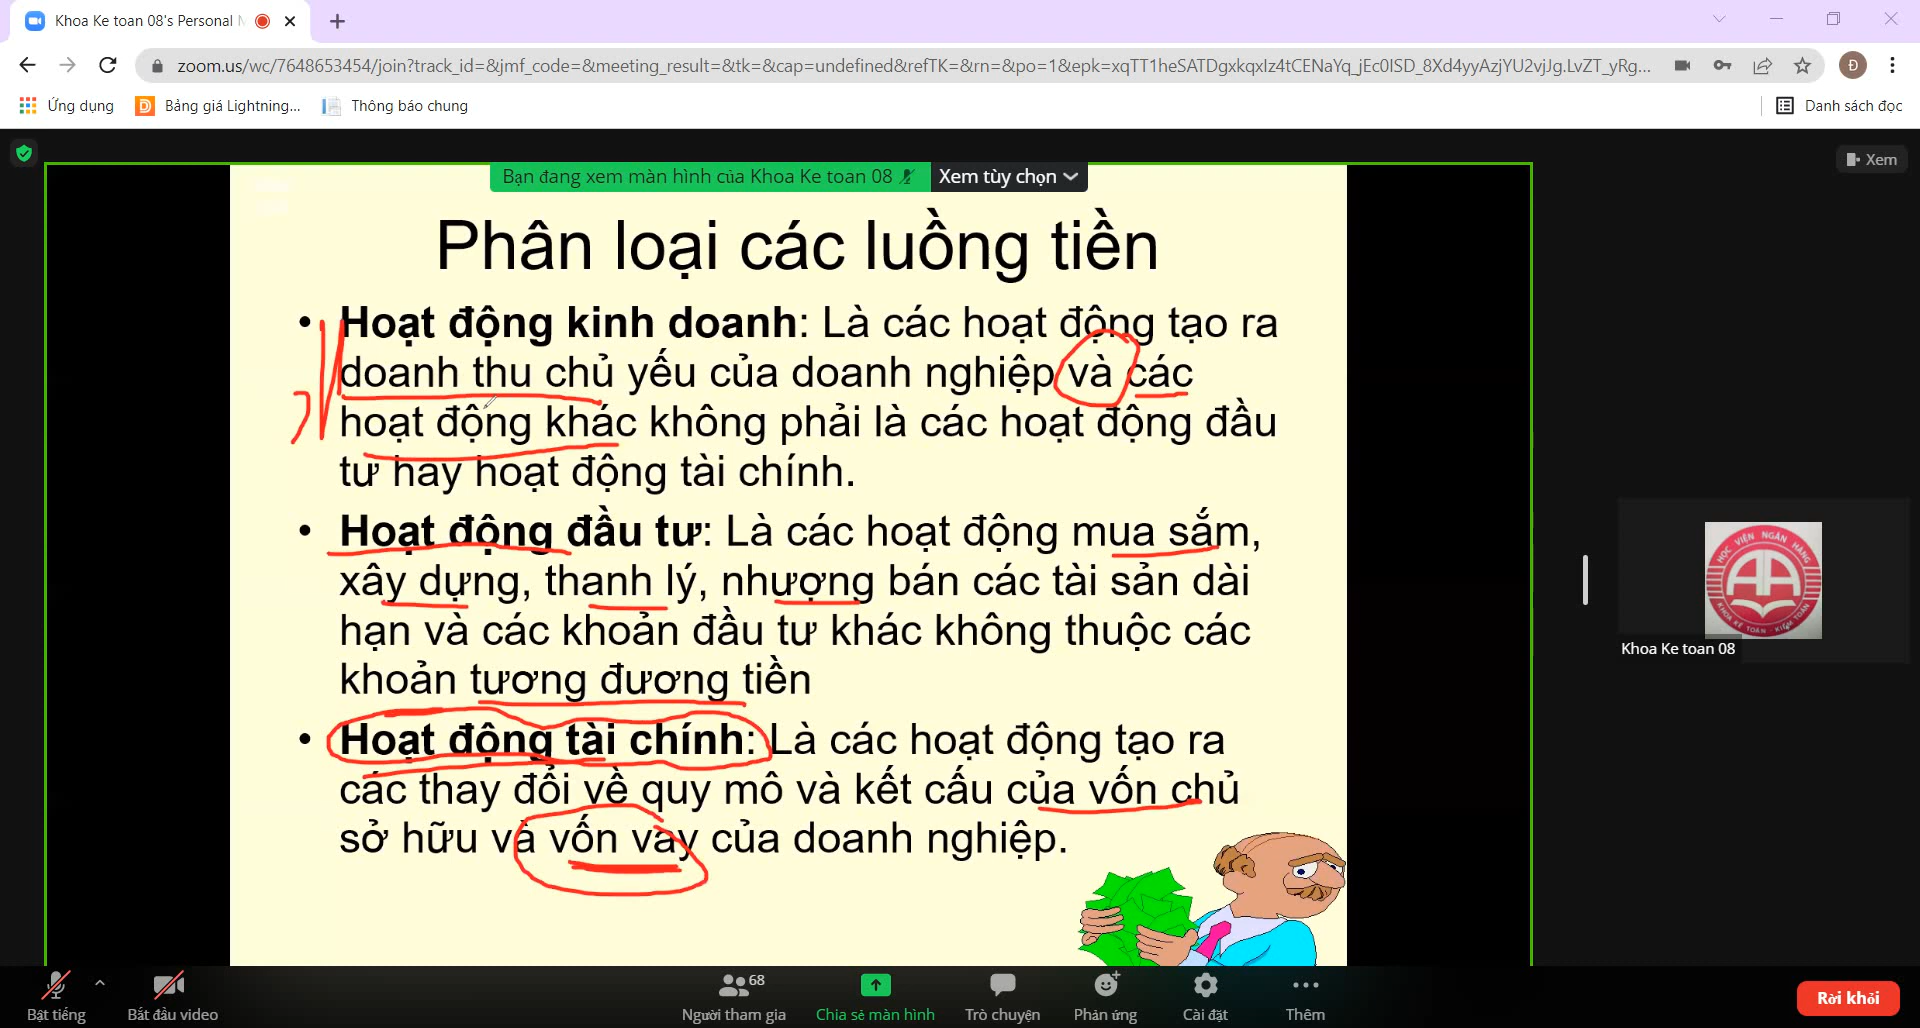 Khoa Ke toan 08's Personal M
zoom.us/wc/7648653454/join?track_id=&jmf_code=&meeting_result=&tk=&cap=undefined&refTK=&rn=&po=1&epk=xqTT1heSATDgxkqxIz4tCENaYq_jEc0ISD_8Xd4yyAzjYU2vjJg.LvZT_yRg...
Đ
Ứng dụng
Bảng giá Lightning...
Thông báo chung
Danh sách đọc
Xem
Bạn đang xem màn hình của Khoa Ke toan 08
Xem tùy chọn
Phân loại các luồng tiền
• Hoạt động kinh doanh: Là các hoạt động tạo ra
doanh thu chủ yếu của doanh nghiệp và các
hoạt động khác không phải là các hoạt động đầu
tư hay hoạt động tài chính.
• Hoạt động đầu tư: Là các hoạt động mua sắm,
xây dựng, thanh lý, nhượng bán các tài sản dài
hạn và các khoản đầu tư khác không thuộc các
khoản tương đương tiền
• Hoạt động tài chính: Là các hoạt động tạo ra
các thay đổi về quy mô và kết cấu của vốn chủ
sở hữu và vốn vay của doanh nghiệp.
HỌC VIỆN NGÂN HÀNG
KHOA KẾ TOÁN - KIỂM TOÁN
Khoa Ke toan 08
Bật tiếng
Bắt đầu video
68
Người tham gia
Chia sẻ màn hình
Trò chuyện
Phản ứng
Cài đặt
Thêm
Rời khỏi